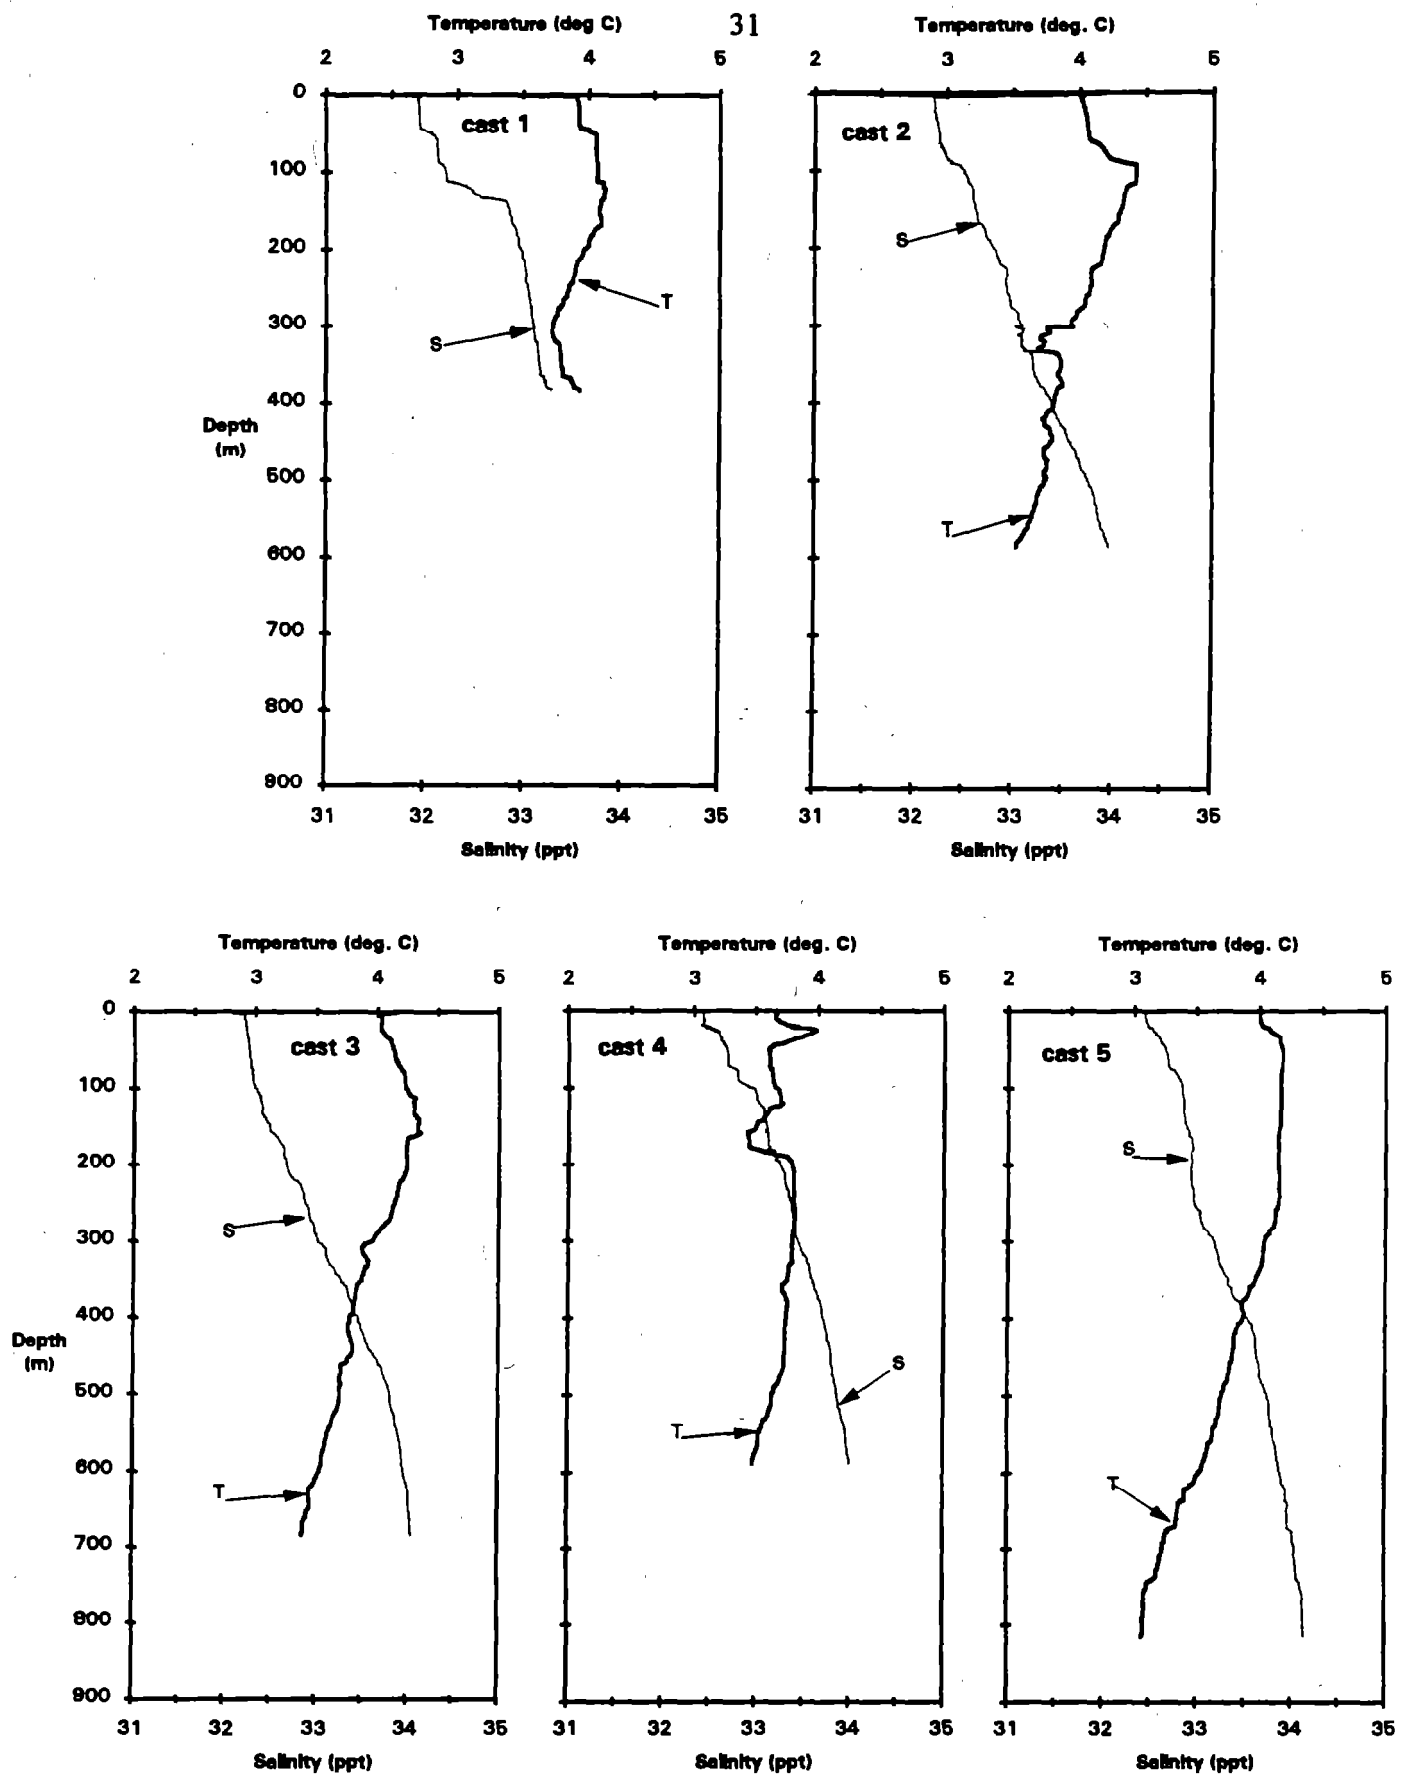 31
Temperature (deg C) Temperature (deg. C)
2 3 4 5 2 3 4 5
0
cast 1 cast 2
100
S
200
T
300
S
400
Depth
(m)
500
T
600
700
800
900
31 32 33 34 35 31 32 33 34 35
Salinity (ppt) Salinity (ppt)
Temperature (deg. C) Temperature (deg. C) Temperature (deg. C)
2 3 4 5 2 3 4 5 2 3 4 5
0
cast 3 cast 4 cast 5
100
S
200
S
300
400
Depth
(m)
S
500
T
600
T T
700
800
900
31 32 33 34 35 31 32 33 34 35 31 32 33 34 35
Salinity (ppt) Salinity (ppt) Salinity (ppt)